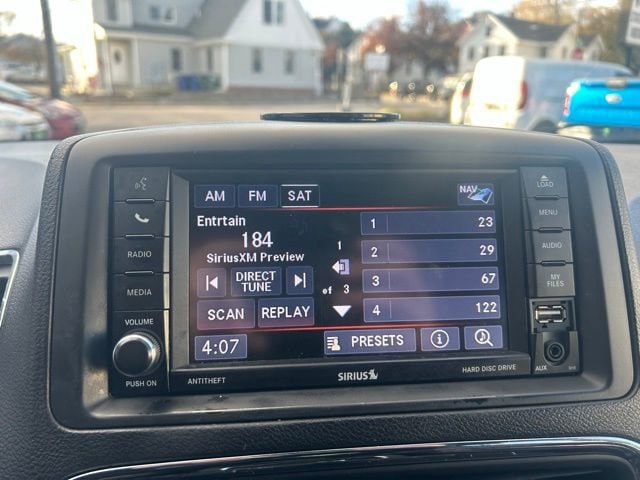 LOAD
AM FM SAT
NAV
MENU
Entrtain
184
SiriusXM Preview
1
of 3
1 23
2 29
3 67
4 122
RADIO
AUDIO
DIRECT
TUNE
MEDIA
MY
FILES
SCAN REPLAY
VOLUME
4:07
PRESETS
PUSH ON
ANTITHEFT
SIRIUS
HARD DISC DRIVE
AUX